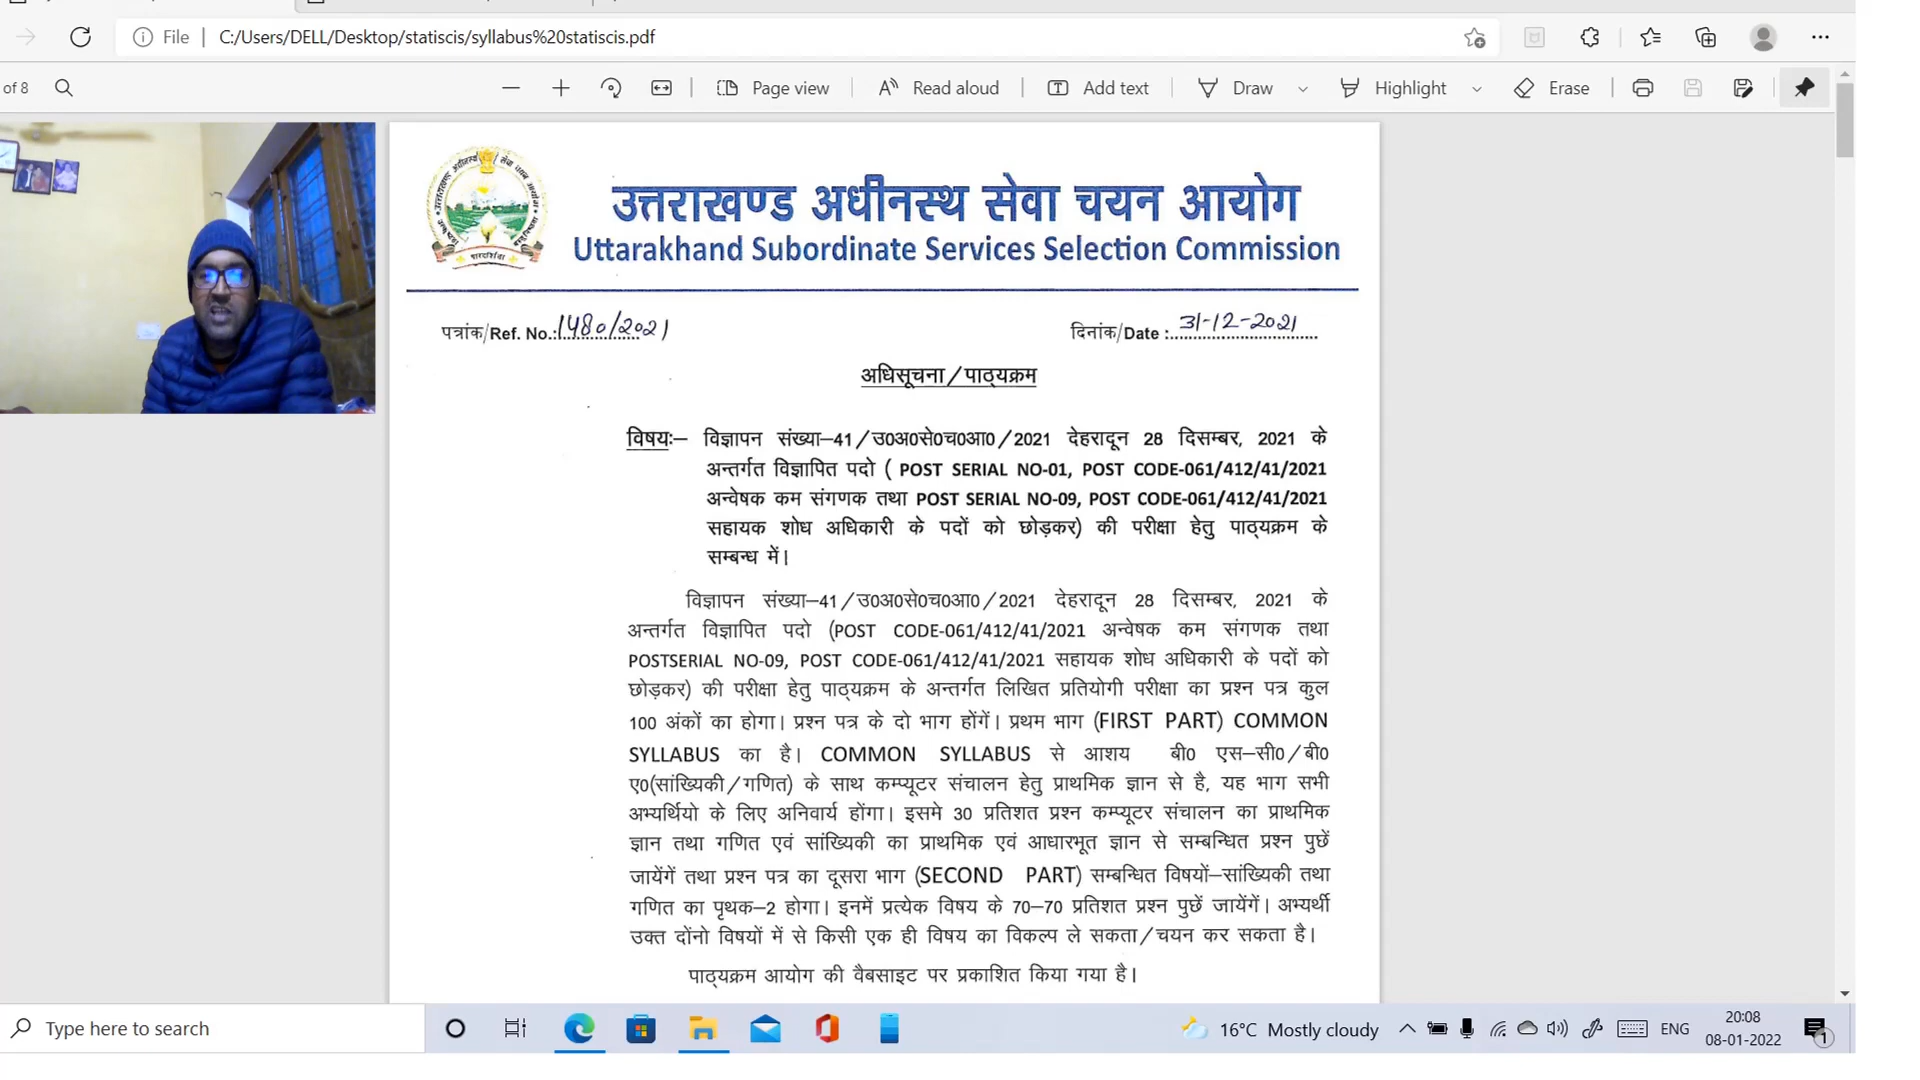 File | C:/Users/DELL/Desktop/statiscis/syllabus%20statiscis.pdf
of 8
Page view
Read aloud
Add text
Draw
Highlight
Erase
उत्तराखण्ड अधीनस्थ सेवा चयन आयोग
Uttarakhand Subordinate Services Selection Commission
पत्रांक/Ref. No.:1480/2021
दिनांक/Date : 31-12-2021
अधिसूचना/पाठ्यक्रम
विषयः– विज्ञापन संख्या–41/उ0अ0से0च0आ0/2021 देहरादून 28 दिसम्बर, 2021 के
अन्तर्गत विज्ञापित पदो ( POST SERIAL NO-01, POST CODE-061/412/41/2021
अन्वेषक कम संगणक तथा POST SERIAL NO-09, POST CODE-061/412/41/2021
सहायक शोध अधिकारी के पदों को छोड़कर) की परीक्षा हेतु पाठ्यक्रम के
सम्बन्ध में।
विज्ञापन संख्या–41/उ0अ0से0च0आ0/2021 देहरादून 28 दिसम्बर, 2021 के
अन्तर्गत विज्ञापित पदो (POST CODE-061/412/41/2021 अन्वेषक कम संगणक तथा
POSTSERIAL NO-09, POST CODE-061/412/41/2021 सहायक शोध अधिकारी के पदों को
छोड़कर) की परीक्षा हेतु पाठ्यक्रम के अन्तर्गत लिखित प्रतियोगी परीक्षा का प्रश्न पत्र कुल
100 अंकों का होगा। प्रश्न पत्र के दो भाग होंगें। प्रथम भाग (FIRST PART) COMMON
SYLLABUS का है। COMMON SYLLABUS से आशय बी0 एस–सी0/बी0
ए0(सांख्यिकी/गणित) के साथ कम्प्यूटर संचालन हेतु प्राथमिक ज्ञान से है, यह भाग सभी
अभ्यर्थियो के लिए अनिवार्य होंगा। इसमे 30 प्रतिशत प्रश्न कम्प्यूटर संचालन का प्राथमिक
ज्ञान तथा गणित एवं सांख्यिकी का प्राथमिक एवं आधारभूत ज्ञान से सम्बन्धित प्रश्न पुछें
जायेंगें तथा प्रश्न पत्र का दूसरा भाग (SECOND PART) सम्बन्धित विषयों–सांख्यिकी तथा
गणित का पृथक–2 होगा। इनमें प्रत्येक विषय के 70–70 प्रतिशत प्रश्न पुछें जायेंगें। अभ्यर्थी
उक्त दोंनो विषयों में से किसी एक ही विषय का विकल्प ले सकता/चयन कर सकता है।
पाठ्यक्रम आयोग की वैबसाइट पर प्रकाशित किया गया है।
Type here to search
16°C Mostly cloudy
ENG
20:08
08-01-2022
1